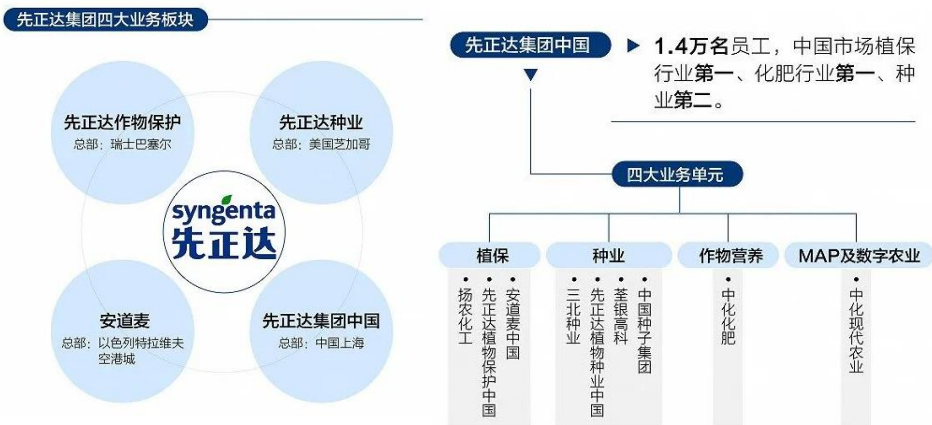 先正达集团四大业务板块
先正达作物保护
总部：瑞士巴塞尔
先正达种业
总部：美国芝加哥
syngenta
先正达
安道麦
总部：以色列特拉维夫
空港城
先正达集团中国
总部：中国上海
先正达集团中国
1.4万名员工，中国市场植保
行业第一、化肥行业第一、种
业第二。
四大业务单元
植保
• 安道麦中国
• 先正达植物保护中国
• 扬农化工
种业
• 中国种子集团
• 荃银高科
• 先正达植物种业中国
• 三北种业
作物营养
• 中化化肥
MAP及数字农业
• 中化现代农业